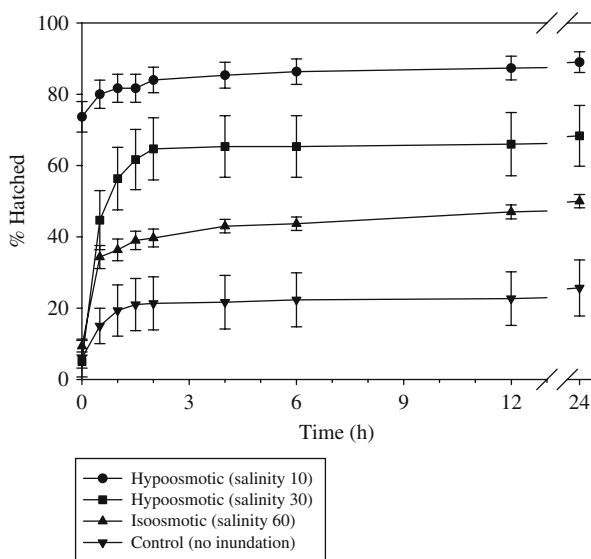 100
80
60
40
20
0
% Hatched
0 3 6 9 12 24
Time (h)
Hypoosmotic (salinity 10)
Hypoosmotic (salinity 30)
Isoosmotic (salinity 60)
Control (no inundation)